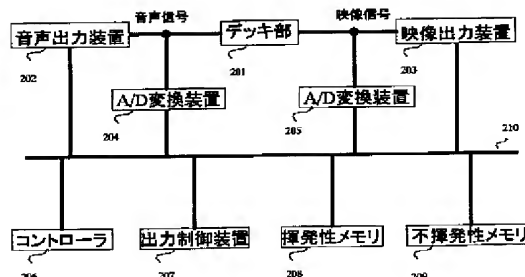 音声信号
映像信号
音声出力装置
デッキ部
映像出力装置
202
201
203
A/D変換装置
A/D変換装置
204
205
210
コントローラ
出力制御装置
揮発性メモリ
不揮発性メモリ
206
207
208
209